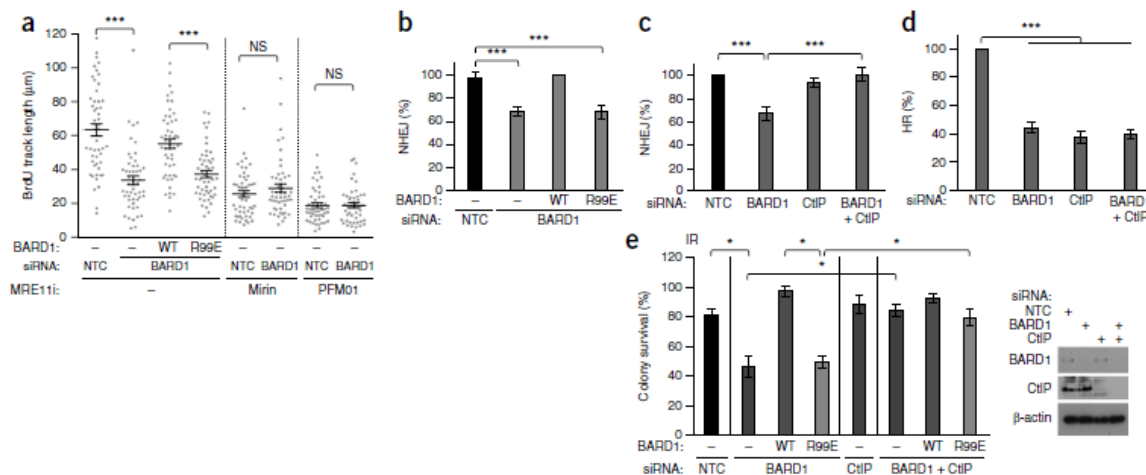 a
***
***
NS
NS
BrdU track length (μm)
120
100
80
60
40
20
0
BARD1: – – WT R99E – – – –
siRNA: NTC BARD1 NTC BARD1 NTC BARD1
MRE11i: – Mirin PFM01
b
***
***
NHEJ (%)
100
80
60
40
20
0
BARD1: – – WT R99E
siRNA: NTC BARD1
c
*** ***
NHEJ (%)
100
80
60
40
20
0
siRNA: NTC BARD1 CtIP BARD1
+ CtIP
d
***
HR (%)
100
80
60
40
20
0
siRNA: NTC BARD1 CtIP BARD
+ CtIP
e
IR
* * *
*
Colony survival (%)
120
100
80
60
40
20
0
BARD1: – – WT R99E – – WT R99E
siRNA: NTC BARD1 CtIP BARD1 + CtIP
siRNA:
NTC +
BARD1 + +
CtIP + +
BARD1
CtIP
β-actin